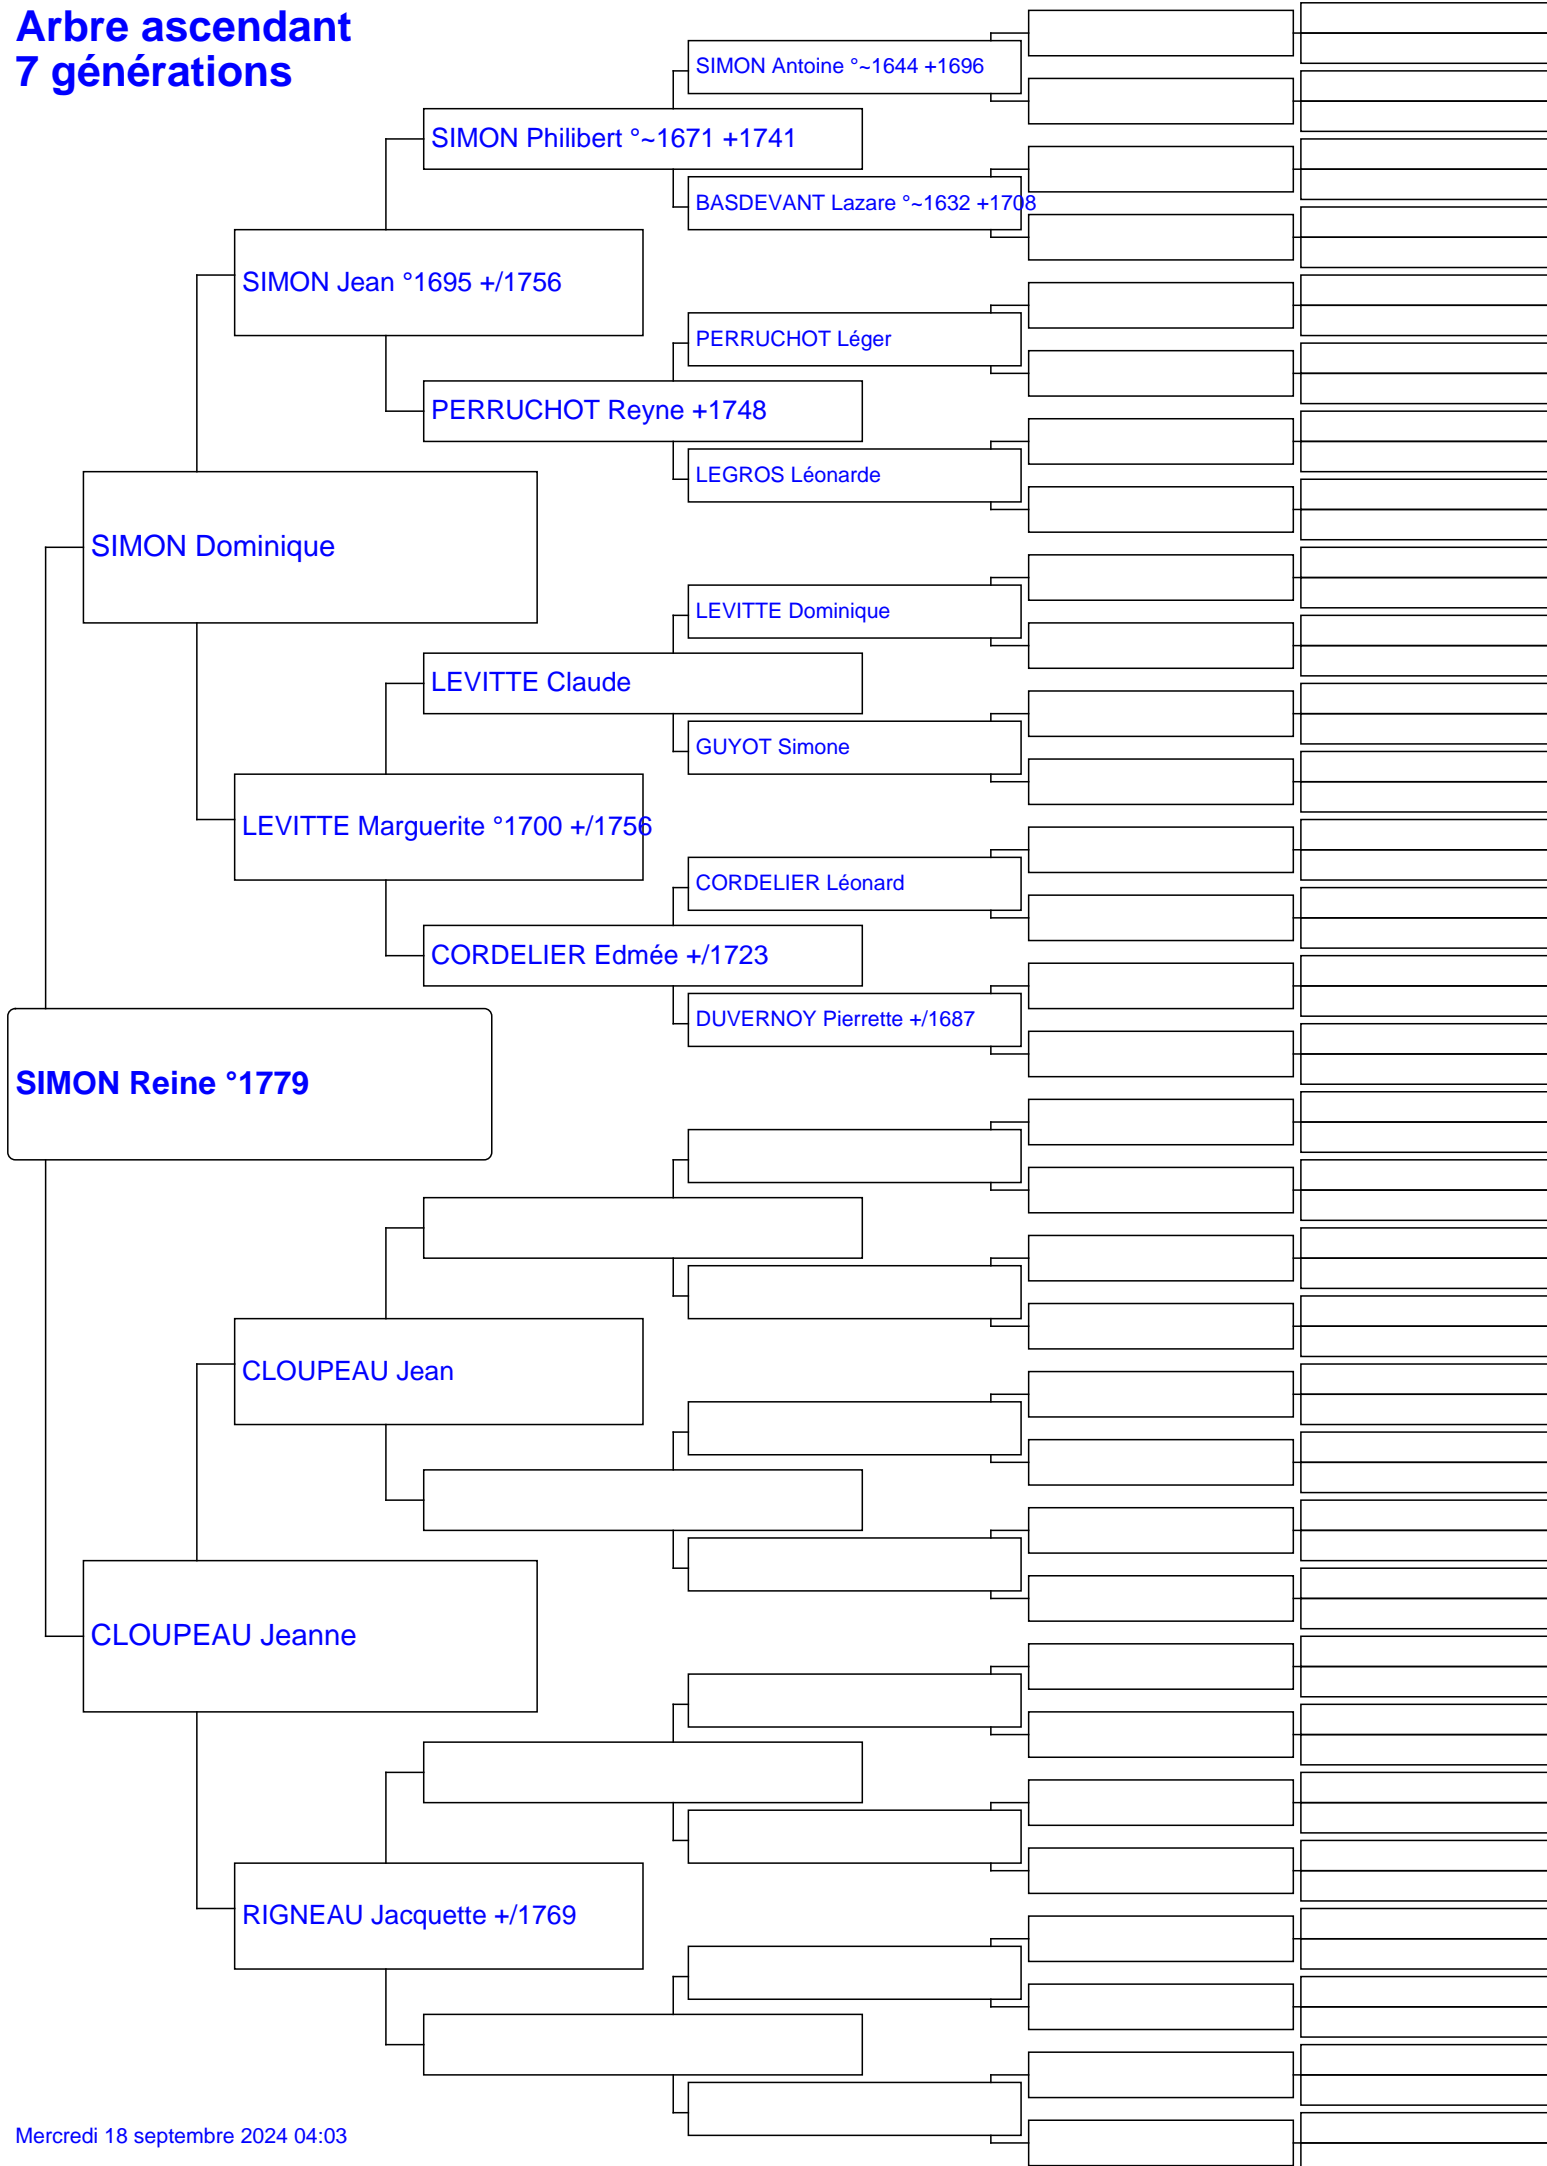 Arbre ascendant
7 générations
SIMON Antoine °~1644 +1696
SIMON Philibert °~1671 +1741
BASDEVANT Lazare °~1632 +1708
SIMON Jean °1695 +/1756
PERRUCHOT Léger
PERRUCHOT Reyne +1748
LEGROS Léonarde
SIMON Dominique
LEVITTE Dominique
LEVITTE Claude
GUYOT Simone
LEVITTE Marguerite °1700 +/1756
CORDELIER Léonard
CORDELIER Edmée +/1723
DUVERNOY Pierrette +/1687
SIMON Reine °1779
CLOUPEAU Jean
CLOUPEAU Jeanne
RIGNEAU Jacquette +/1769
Mercredi 18 septembre 2024 04:03